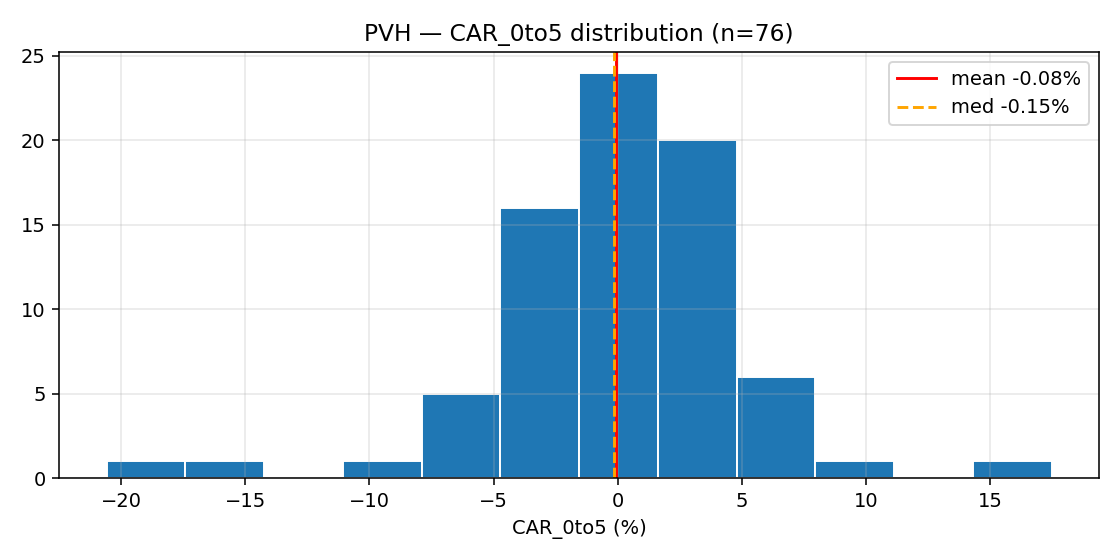 PVH — CAR_0to5 distribution (n=76)
mean -0.08%
med -0.15%
25
20
15
10
5
0
−20 −15 −10 −5 0 5 10 15
CAR_0to5 (%)